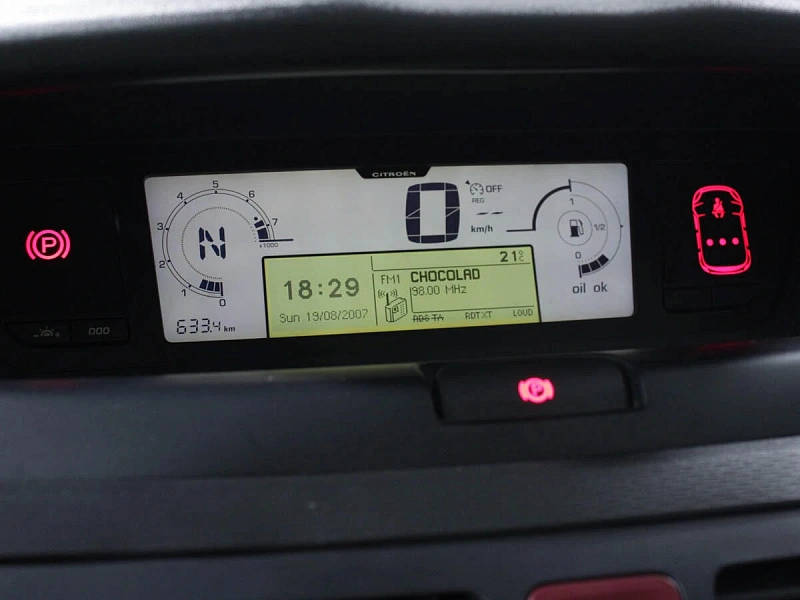 CITROËN
4 5 6 7
3
2
1
0
x1000
N
633.4 km
0
km/h
REG
OFF
--
1
1/2
0
oil ok
18:29
Sun 19/08/2007
21°C
FM1 CHOCOLAD
98.00 MHz
RDS TA RDTXT LOUD
P
P
000